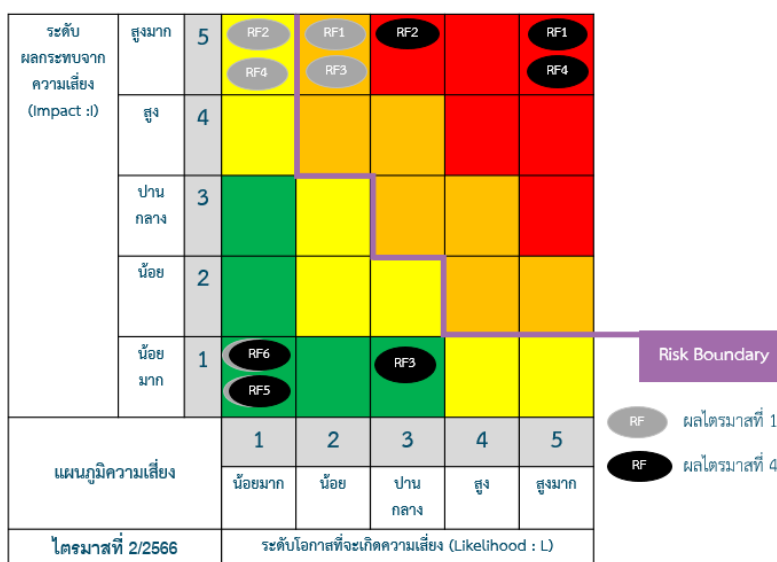 ระดับ
ผลกระทบจาก
ความเสี่ยง
(Impact :I)
สูงมาก
5
RF2
RF4
RF1
RF3
RF2
RF1
RF4
สูง
4
ปาน
กลาง
3
น้อย
2
น้อย
มาก
1
RF6
RF5
RF3
Risk Boundary
RF ผลไตรมาสที่ 1
RF ผลไตรมาสที่ 4
แผนภูมิความเสี่ยง
1 2 3 4 5
น้อยมาก น้อย ปาน
กลาง สูง สูงมาก
ไตรมาสที่ 2/2566
ระดับโอกาสที่จะเกิดความเสี่ยง (Likelihood : L)